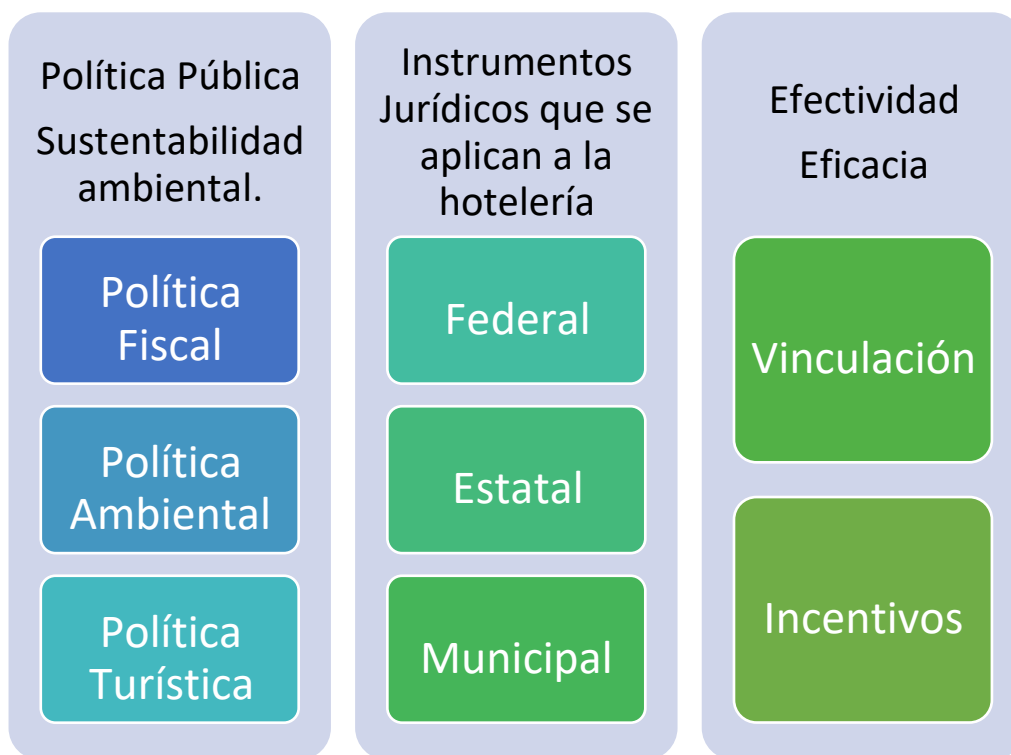 Política Pública
Sustentabilidad
ambiental.
Política
Fiscal
Política
Ambiental
Política
Turística
Instrumentos
Jurídicos que se
aplican a la
hotelería
Federal
Estatal
Municipal
Efectividad
Eficacia
Vinculación
Incentivos